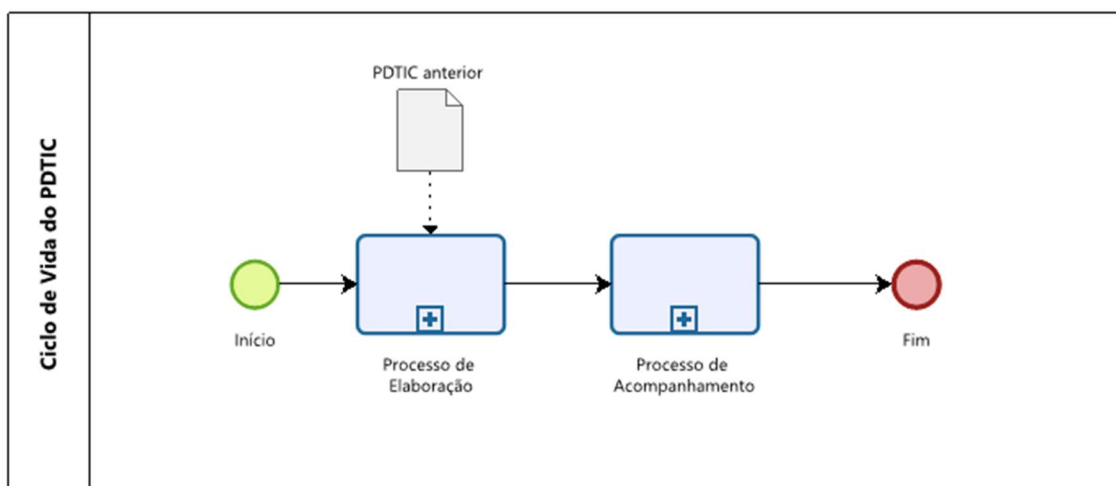 Ciclo de Vida do PDTIC
PDTIC anterior
Início
Processo de
Elaboração
Processo de
Acompanhamento
Fim